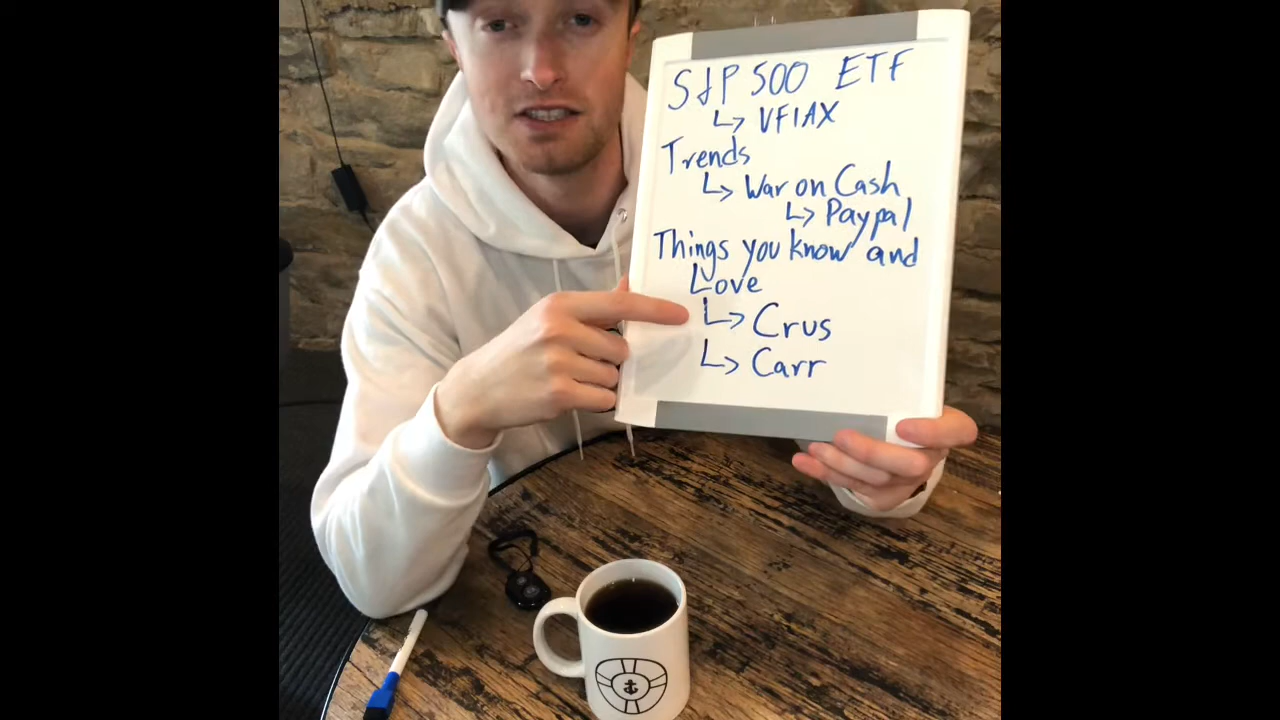 S&P 500 ETF
↳ VFIAX
Trends
↳ War on Cash
↳ Paypal
Things you know and
Love
↳ Crus
↳ Carr